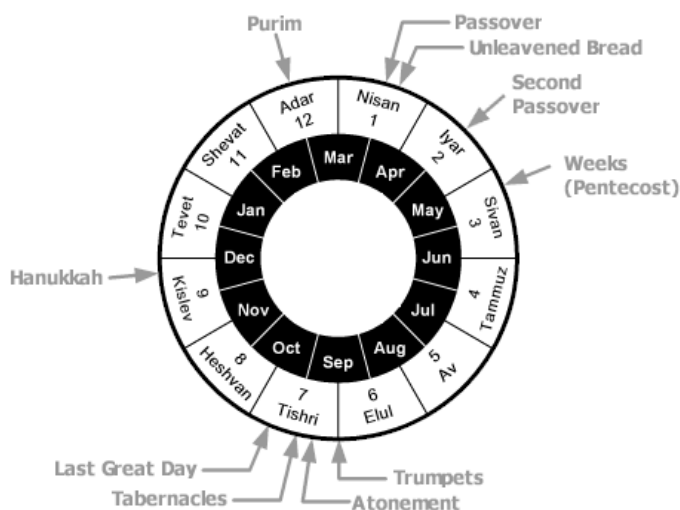 Purim
Passover
Unleavened Bread
Second
Passover
Weeks
(Pentecost)
Hanukkah
Last Great Day
Tabernacles
Trumpets
Atonement
Nisan
1
Iyar
2
Sivan
3
Tammuz
4
Av
5
Elul
6
Tishri
7
Heshvan
8
Kislev
9
Tevet
10
Shevat
11
Adar
12
Mar
Apr
May
Jun
Jul
Aug
Sep
Oct
Nov
Dec
Jan
Feb